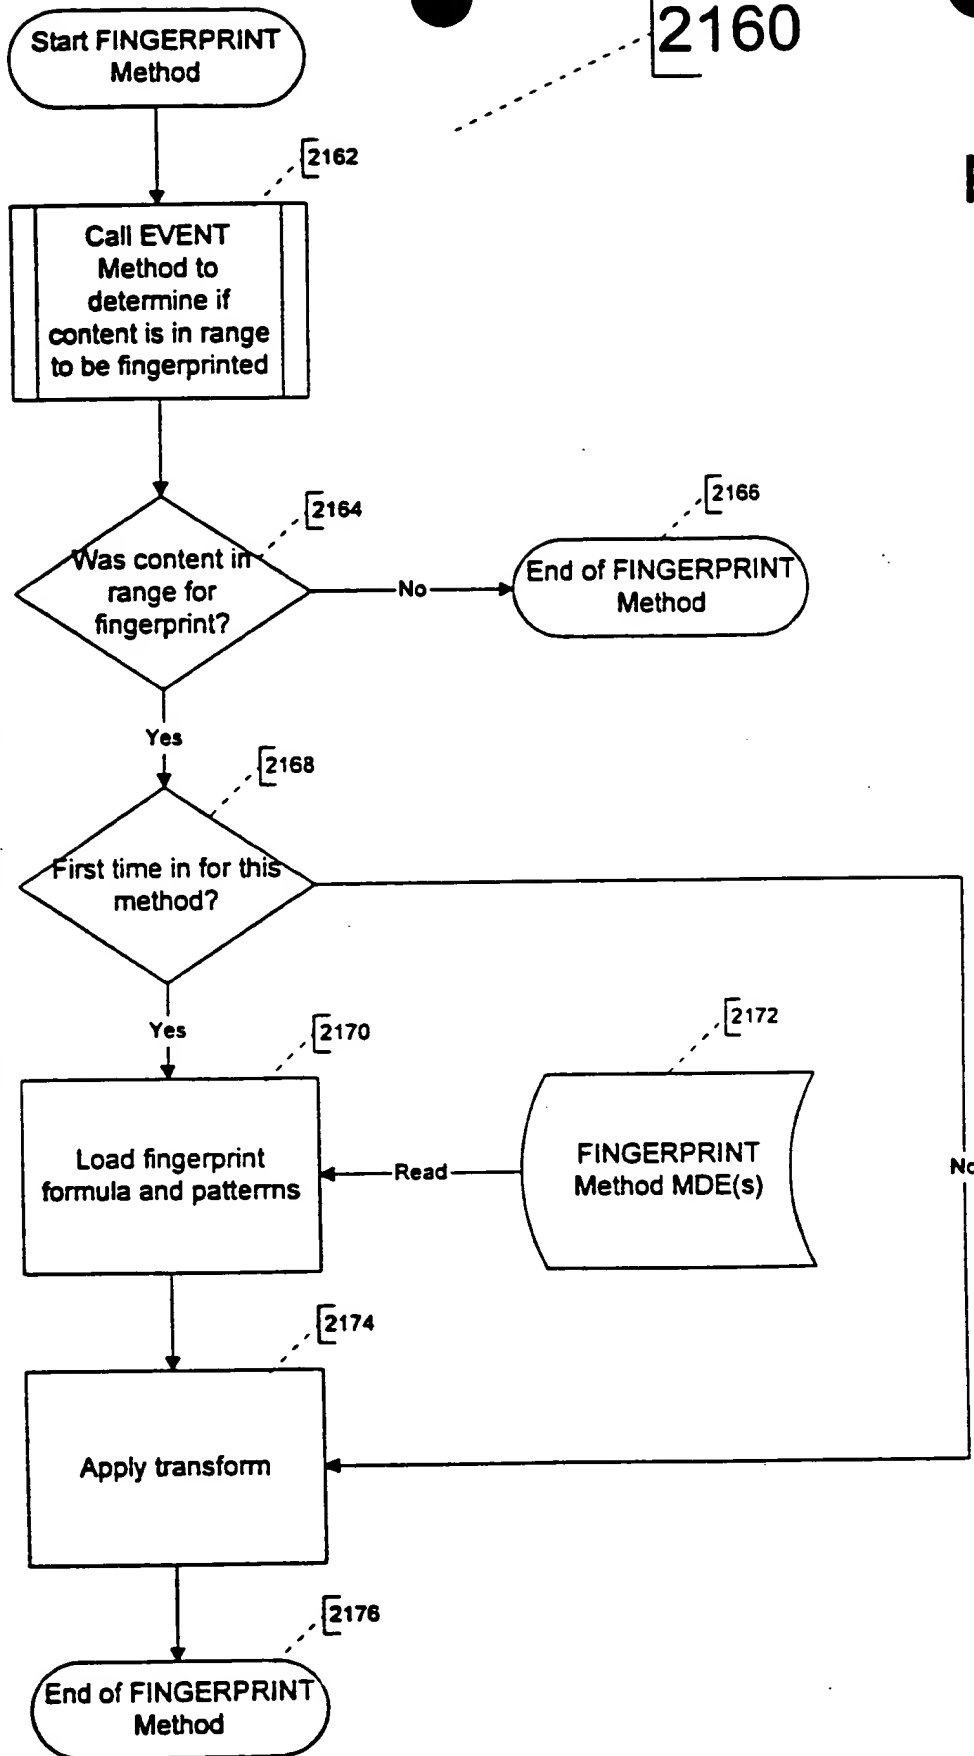 Start FINGERPRINT
Method
2160
2162
Call EVENT
Method to
determine if
content is in range
to be fingerprinted
2164
Was content in
range for
fingerprint?
No
2166
End of FINGERPRINT
Method
Yes
2168
First time in for this
method?
Yes
2170
2172
Load fingerprint
formula and patterns
Read
FINGERPRINT
Method MDE(s)
No
2174
Apply transform
2176
End of FINGERPRINT
Method